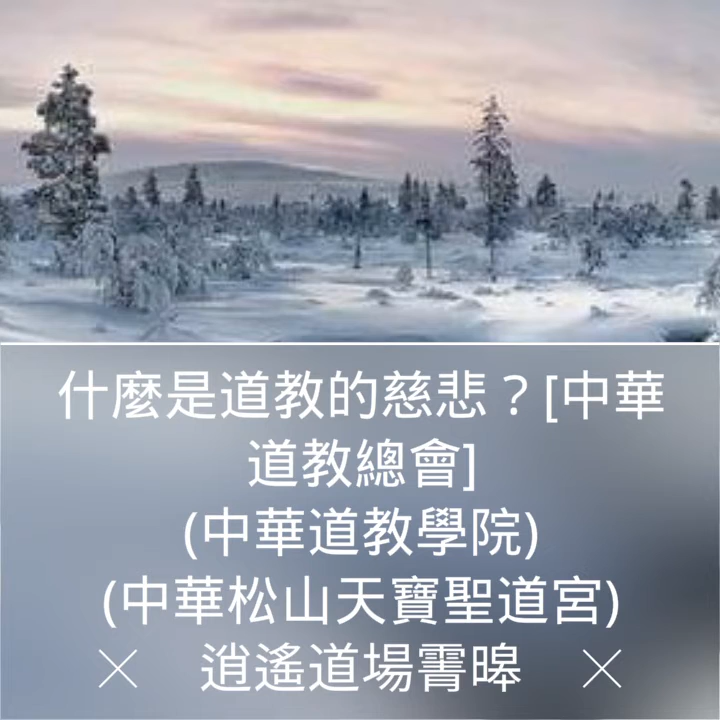 什麼是道教的慈悲？[中華
道教總會]
(中華道教學院)
(中華松山天寶聖道宮)
╳　逍遙道場霄曍　╳